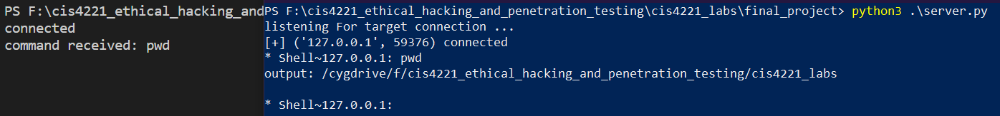 PS F:\cis4221_ethical_hacking_and
connected
command received: pwd
PS F:\cis4221_ethical_hacking_and_penetration_testing\cis4221_labs\final_project> python3 .\server.py
listening For target connection ...
[+] ('127.0.0.1', 59376) connected
* Shell~127.0.0.1: pwd
output: /cygdrive/f/cis4221_ethical_hacking_and_penetration_testing/cis4221_labs
* Shell~127.0.0.1: